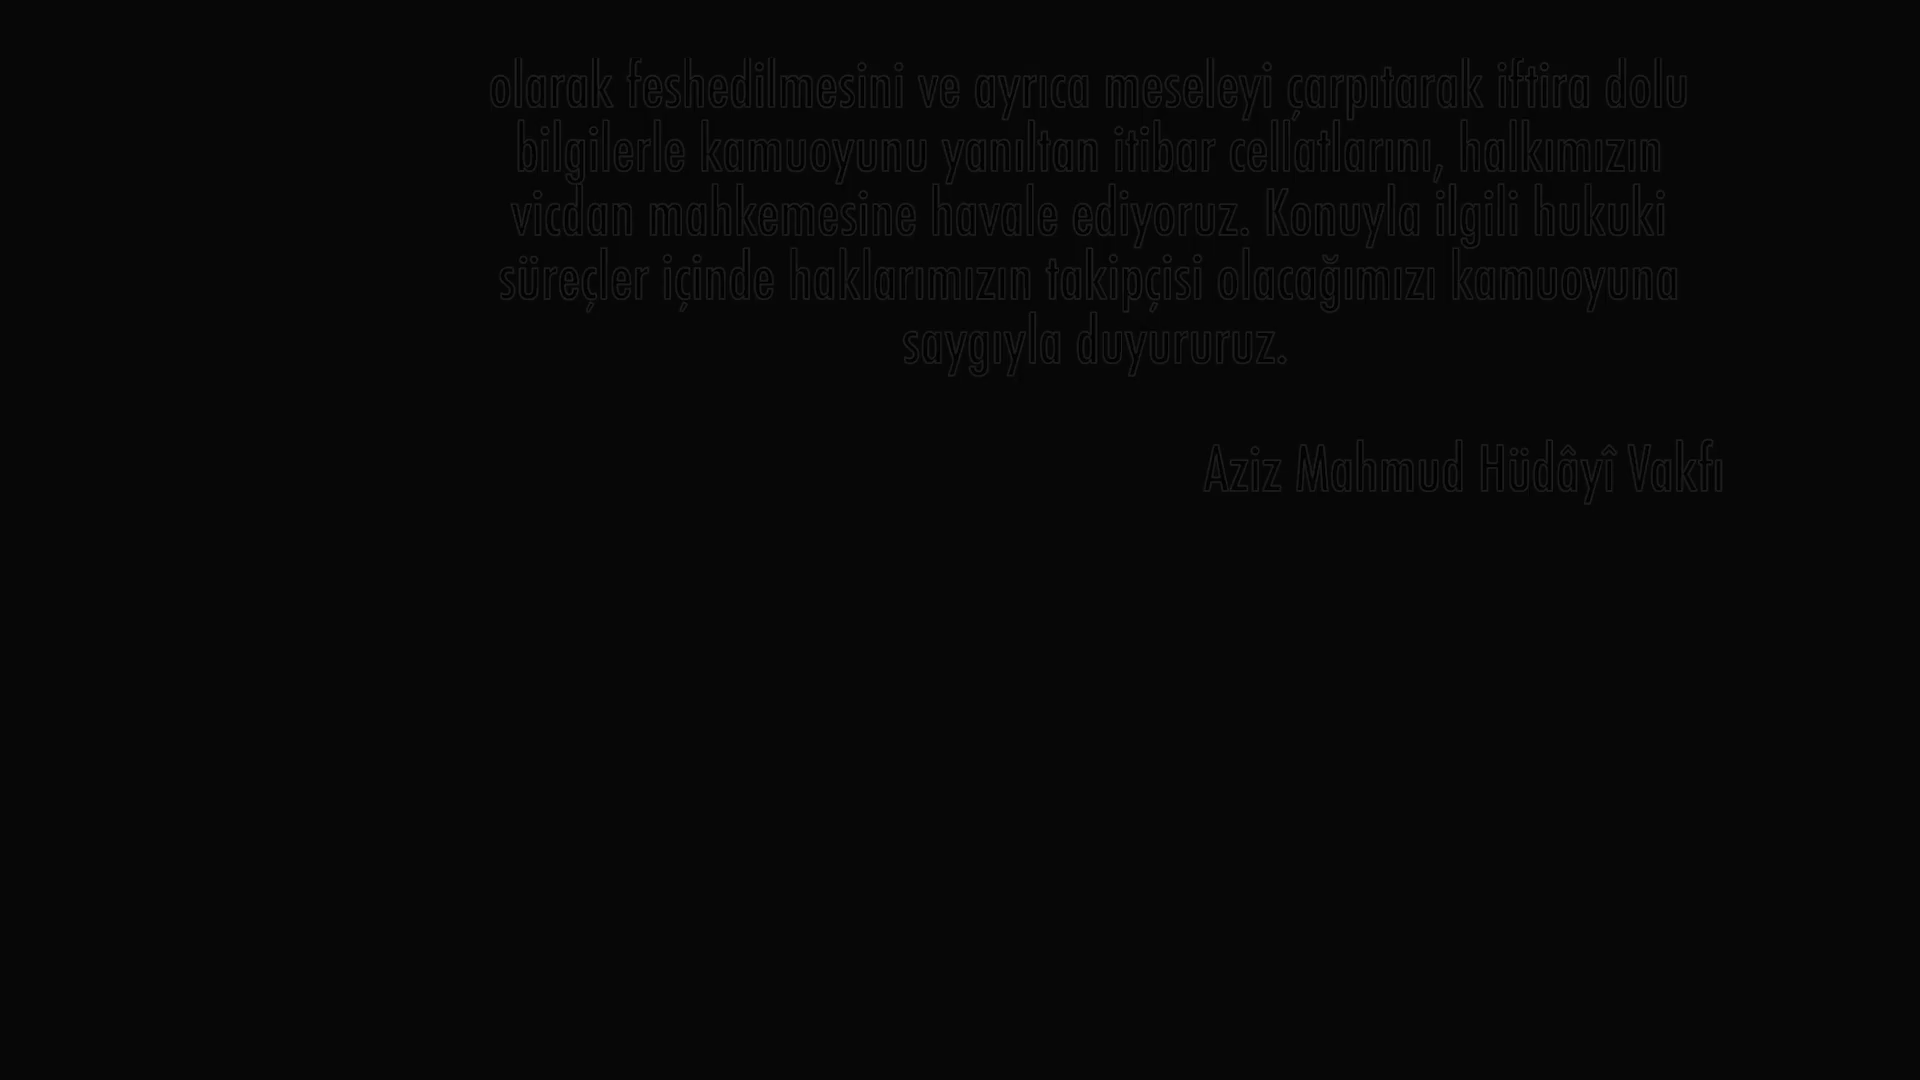 olarak feshedilmesini ve ayrıca meseleyi çarpıtarak iftira dolu
bilgilerle kamuoyunu yanıltan itibar cellatlarını, halkımızın
vicdan mahkemesine havale ediyoruz. Konuyla ilgili hukuki
süreçler içinde haklarımızın takipçisi olacağımızı kamuoyuna
saygıyla duyururuz.
Aziz Mahmud Hüdâyî Vakfı